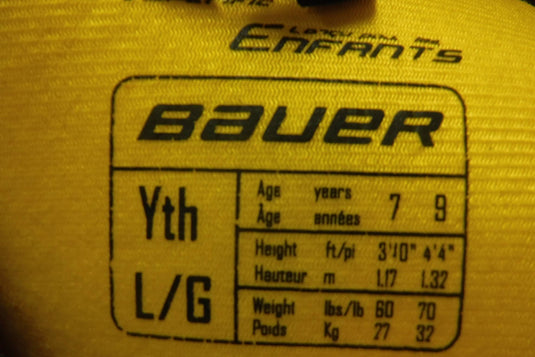 ENFANTS
BAUER
Yth
L/G
Age years 7 9
Âge années
Height ft/pi 3'10" 4'4"
Hauteur m 1.17 1.32
Weight lbs/lb 60 70
Poids Kg 27 32